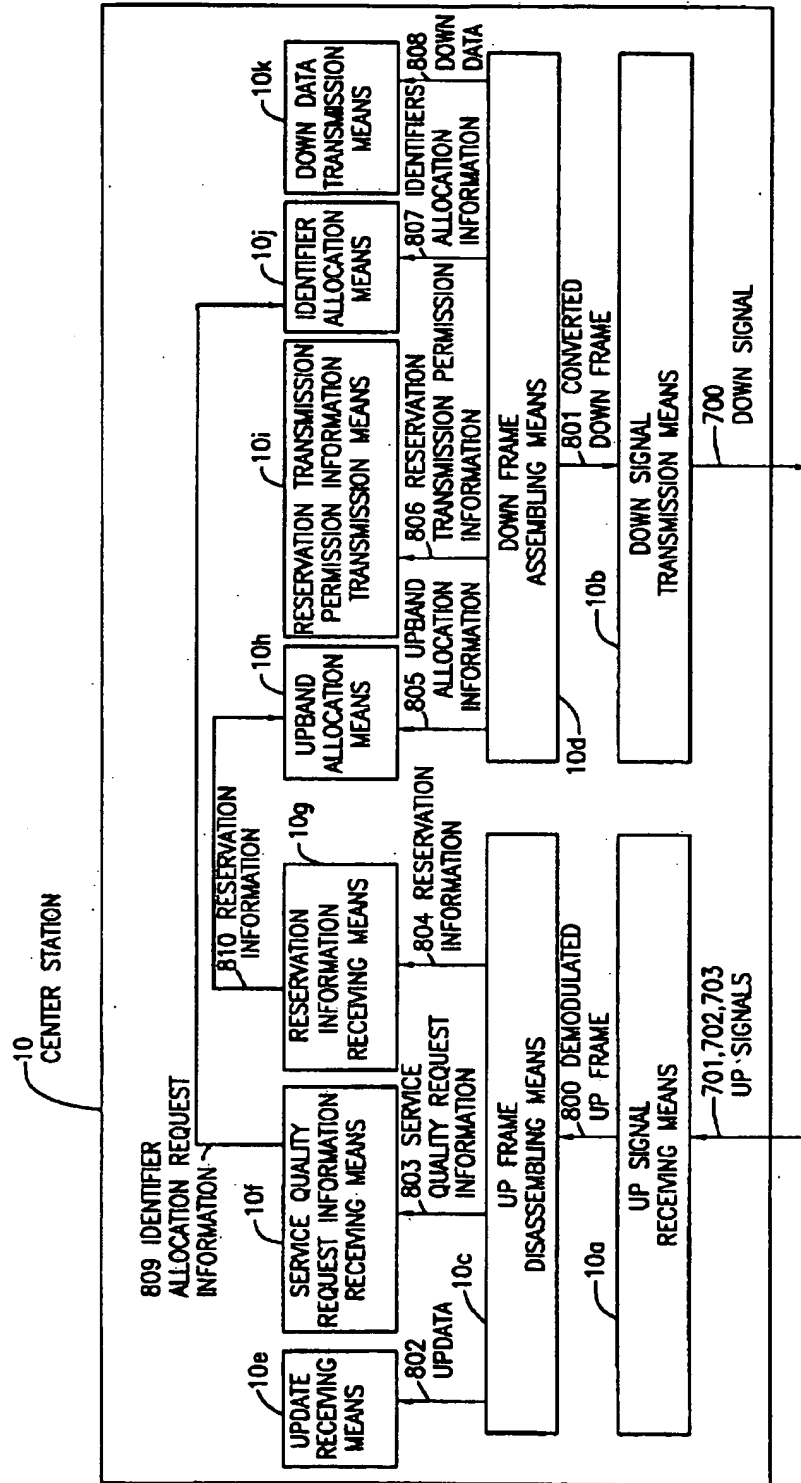 10
CENTER STATION
809 IDENTIFIER
ALLOCATION REQUEST
INFORMATION
810 RESERVATION
INFORMATION
10e
UPDATE RECEIVING
MEANS
10f
SERVICE QUALITY
REQUEST INFORMATION
RECEIVING MEANS
10g
RESERVATION
INFORMATION
RECEIVING MEANS
10h
UPBAND
ALLOCATION
MEANS
10i
RESERVATION TRANSMISSION
PERMISSION INFORMATION
TRANSMISSION MEANS
10j
IDENTIFIER
ALLOCATION
MEANS
10k
DOWN DATA
TRANSMISSION
MEANS
802
UPDATA
803 SERVICE
QUALITY REQUEST
INFORMATION
804 RESERVATION
INFORMATION
805 UPBAND
ALLOCATION
INFORMATION
806 RESERVATION
TRANSMISSION PERMISSION
INFORMATION
807 IDENTIFIERS
ALLOCATION
INFORMATION
808
DOWN
DATA
10c
UP FRAME
DISASSEMBLING MEANS
10d
DOWN FRAME
ASSEMBLING MEANS
800 DEMODULATED
UP FRAME
801 CONVERTED
DOWN FRAME
10a
UP SIGNAL
RECEIVING MEANS
10b
DOWN SIGNAL
TRANSMISSION MEANS
701,702,703
UP SIGNALS
700
DOWN SIGNAL